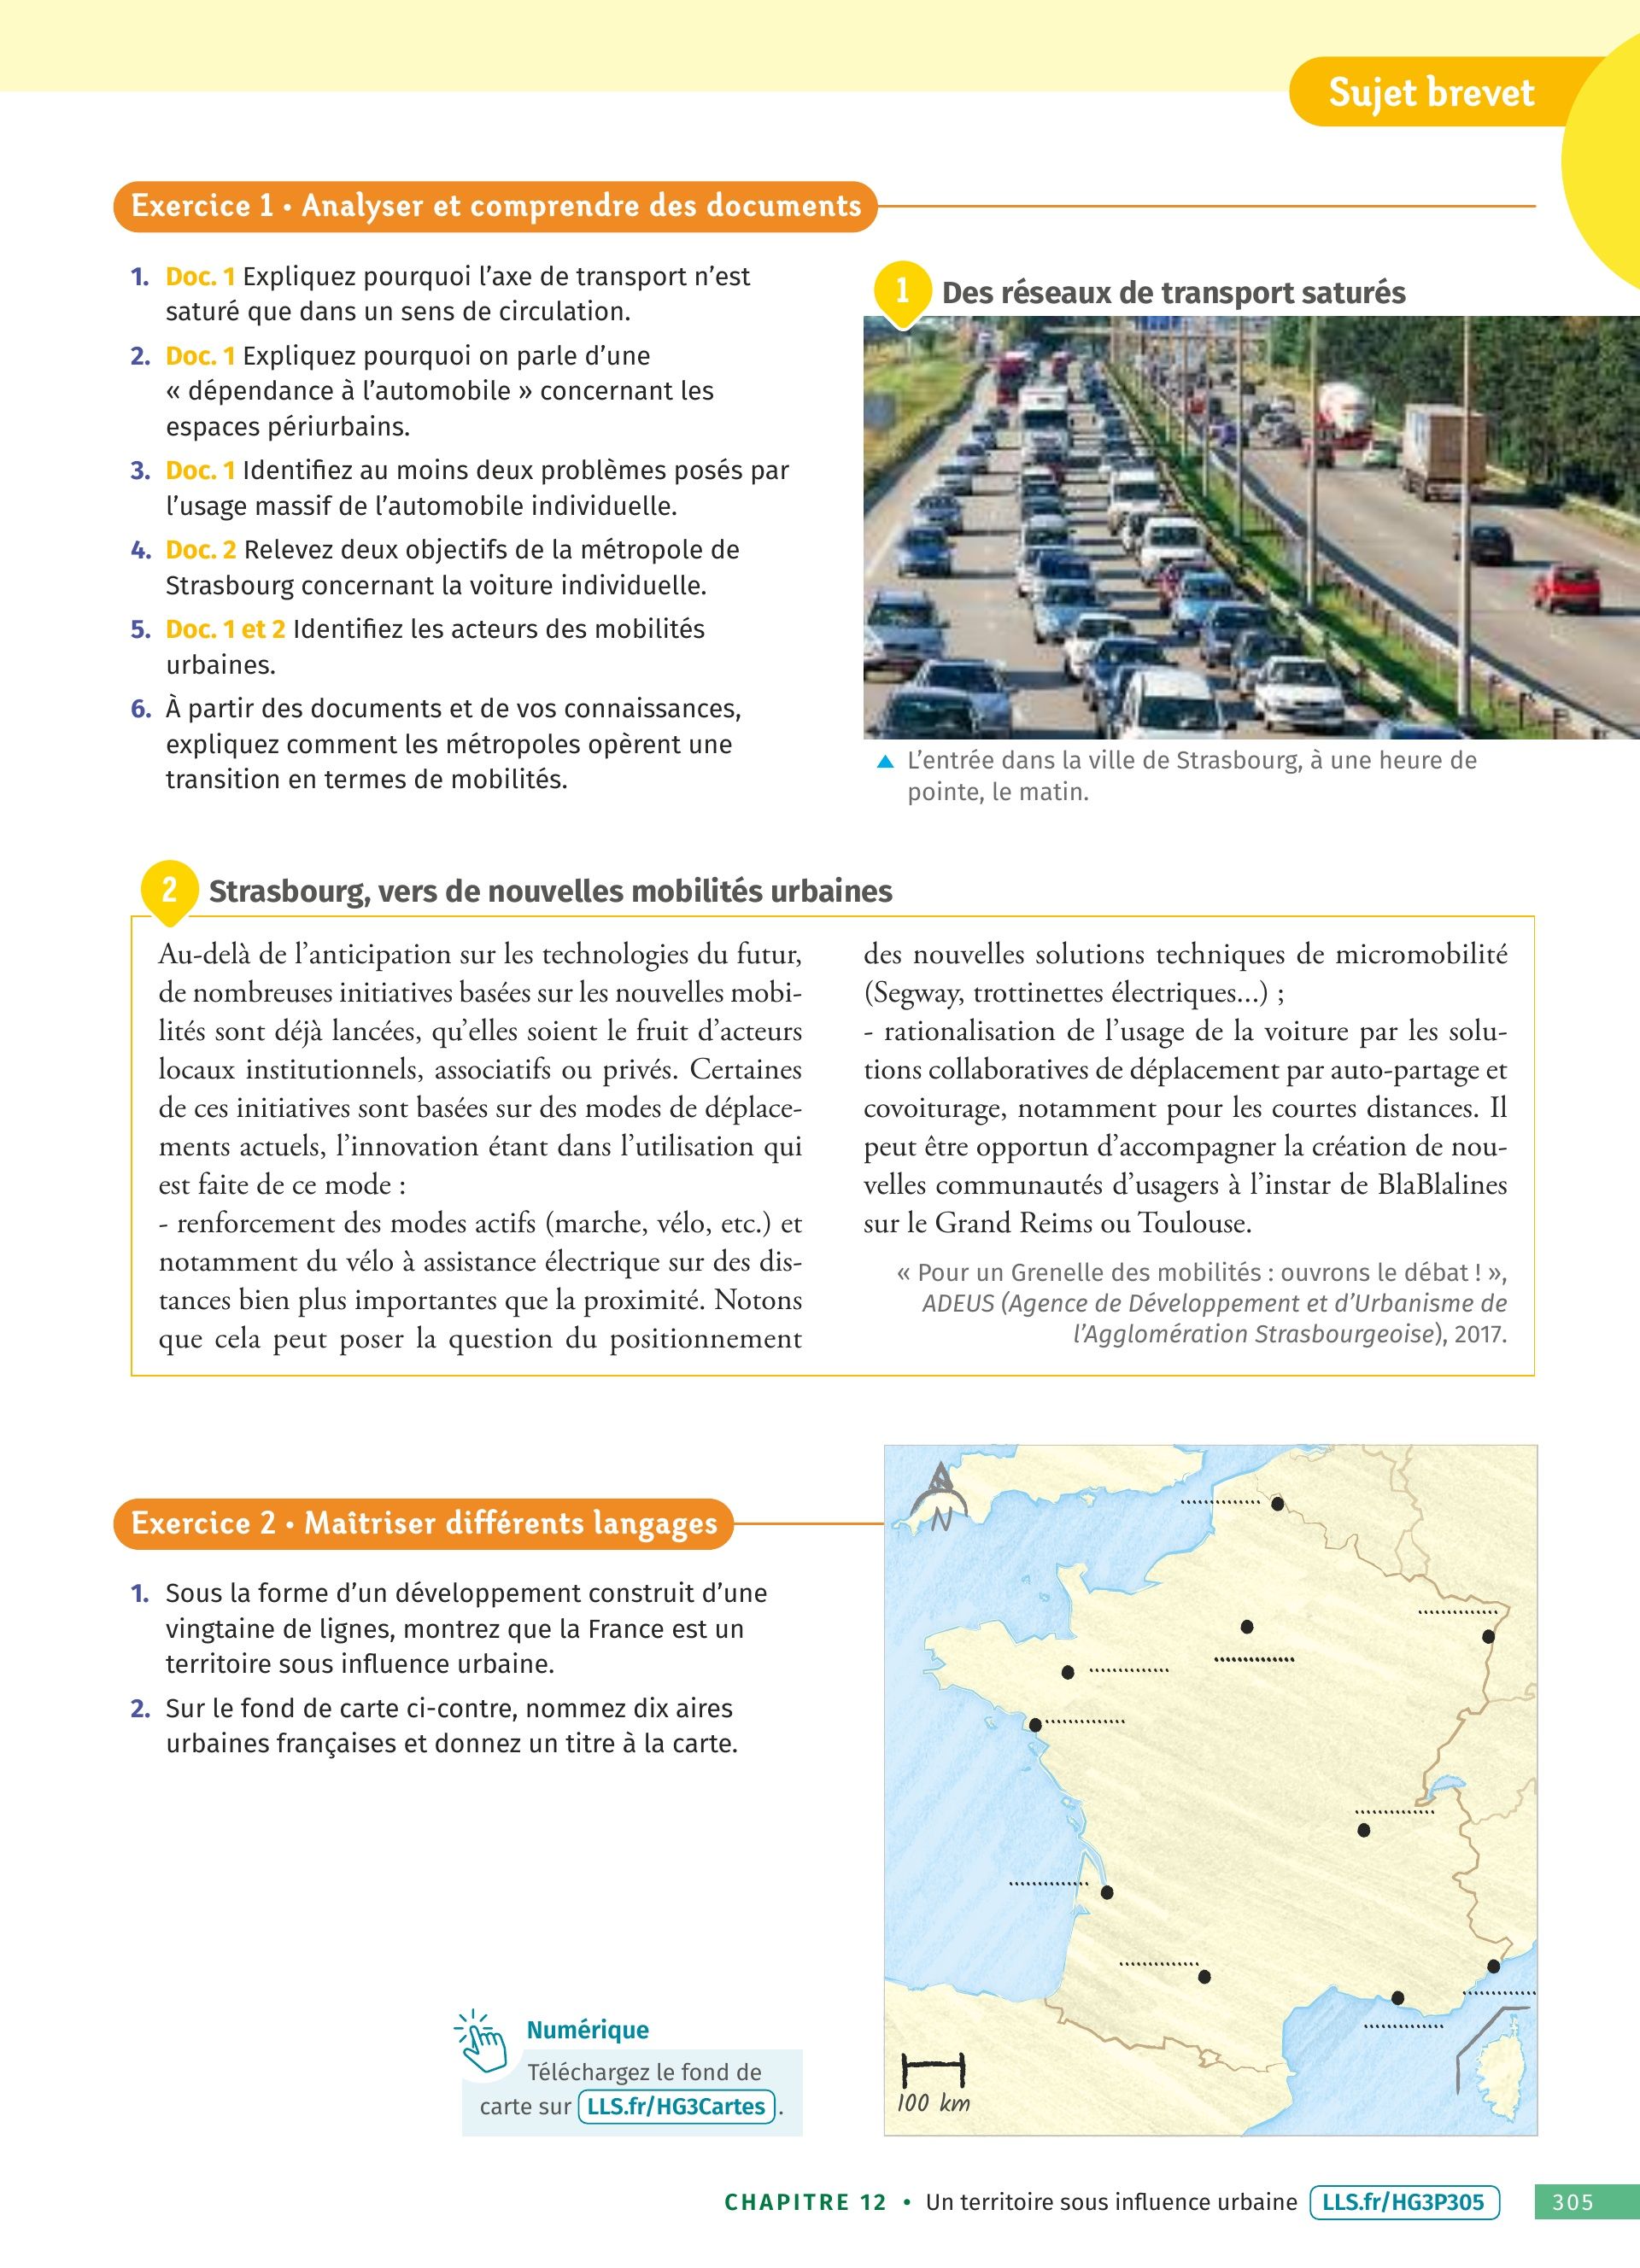 Sujet brevet
Exercice 1 • Analyser et comprendre des documents
1. Doc. 1 Expliquez pourquoi l’axe de transport n’est
saturé que dans un sens de circulation.
2. Doc. 1 Expliquez pourquoi on parle d’une
« dépendance à l’automobile » concernant les
espaces périurbains.
3. Doc. 1 Identifiez au moins deux problèmes posés par
l’usage massif de l’automobile individuelle.
4. Doc. 2 Relevez deux objectifs de la métropole de
Strasbourg concernant la voiture individuelle.
5. Doc. 1 et 2 Identifiez les acteurs des mobilités
urbaines.
6. À partir des documents et de vos connaissances,
expliquez comment les métropoles opèrent une
transition en termes de mobilités.
1 Des réseaux de transport saturés
L’entrée dans la ville de Strasbourg, à une heure de
pointe, le matin.
2 Strasbourg, vers de nouvelles mobilités urbaines
Au-delà de l’anticipation sur les technologies du futur,
de nombreuses initiatives basées sur les nouvelles mobi-
lités sont déjà lancées, qu’elles soient le fruit d’acteurs
locaux institutionnels, associatifs ou privés. Certaines
de ces initiatives sont basées sur des modes de déplace-
ments actuels, l’innovation étant dans l’utilisation qui
est faite de ce mode :
- renforcement des modes actifs (marche, vélo, etc.) et
notamment du vélo à assistance électrique sur des dis-
tances bien plus importantes que la proximité. Notons
que cela peut poser la question du positionnement
des nouvelles solutions techniques de micromobilité
(Segway, trottinettes électriques...) ;
- rationalisation de l’usage de la voiture par les solu-
tions collaboratives de déplacement par auto-partage et
covoiturage, notamment pour les courtes distances. Il
peut être opportun d’accompagner la création de nou-
velles communautés d’usagers à l’instar de BlaBlalines
sur le Grand Reims ou Toulouse.
« Pour un Grenelle des mobilités : ouvrons le débat ! »,
ADEUS (Agence de Développement et d’Urbanisme de
l’Agglomération Strasbourgeoise), 2017.
Exercice 2 • Maîtriser différents langages
1. Sous la forme d’un développement construit d’une
vingtaine de lignes, montrez que la France est un
territoire sous influence urbaine.
2. Sur le fond de carte ci-contre, nommez dix aires
urbaines françaises et donnez un titre à la carte.
Numérique
Téléchargez le fond de
carte sur LLS.fr/HG3Cartes .
N
100 km
CHAPITRE 12 • Un territoire sous influence urbaine LLS.fr/HG3P305 305